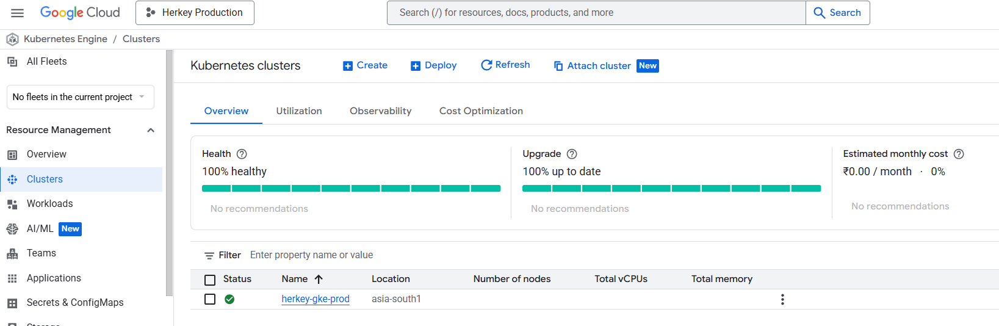 Google Cloud
Herkey Production
Search (/) for resources, docs, products, and more
Search
Kubernetes Engine / Clusters
All Fleets
No fleets in the current project
Resource Management
Overview
Clusters
Workloads
AI/ML New
Teams
Applications
Secrets & ConfigMaps
Storage
Kubernetes clusters
Create
Deploy
Refresh
Attach cluster New
Overview Utilization Observability Cost Optimization
Health
100% healthy
No recommendations
Upgrade
100% up to date
No recommendations
Estimated monthly cost
₹0.00 / month · 0%
No recommendations
Filter Enter property name or value
Status Name Location Number of nodes Total vCPUs Total memory
herkey-gke-prod asia-south1